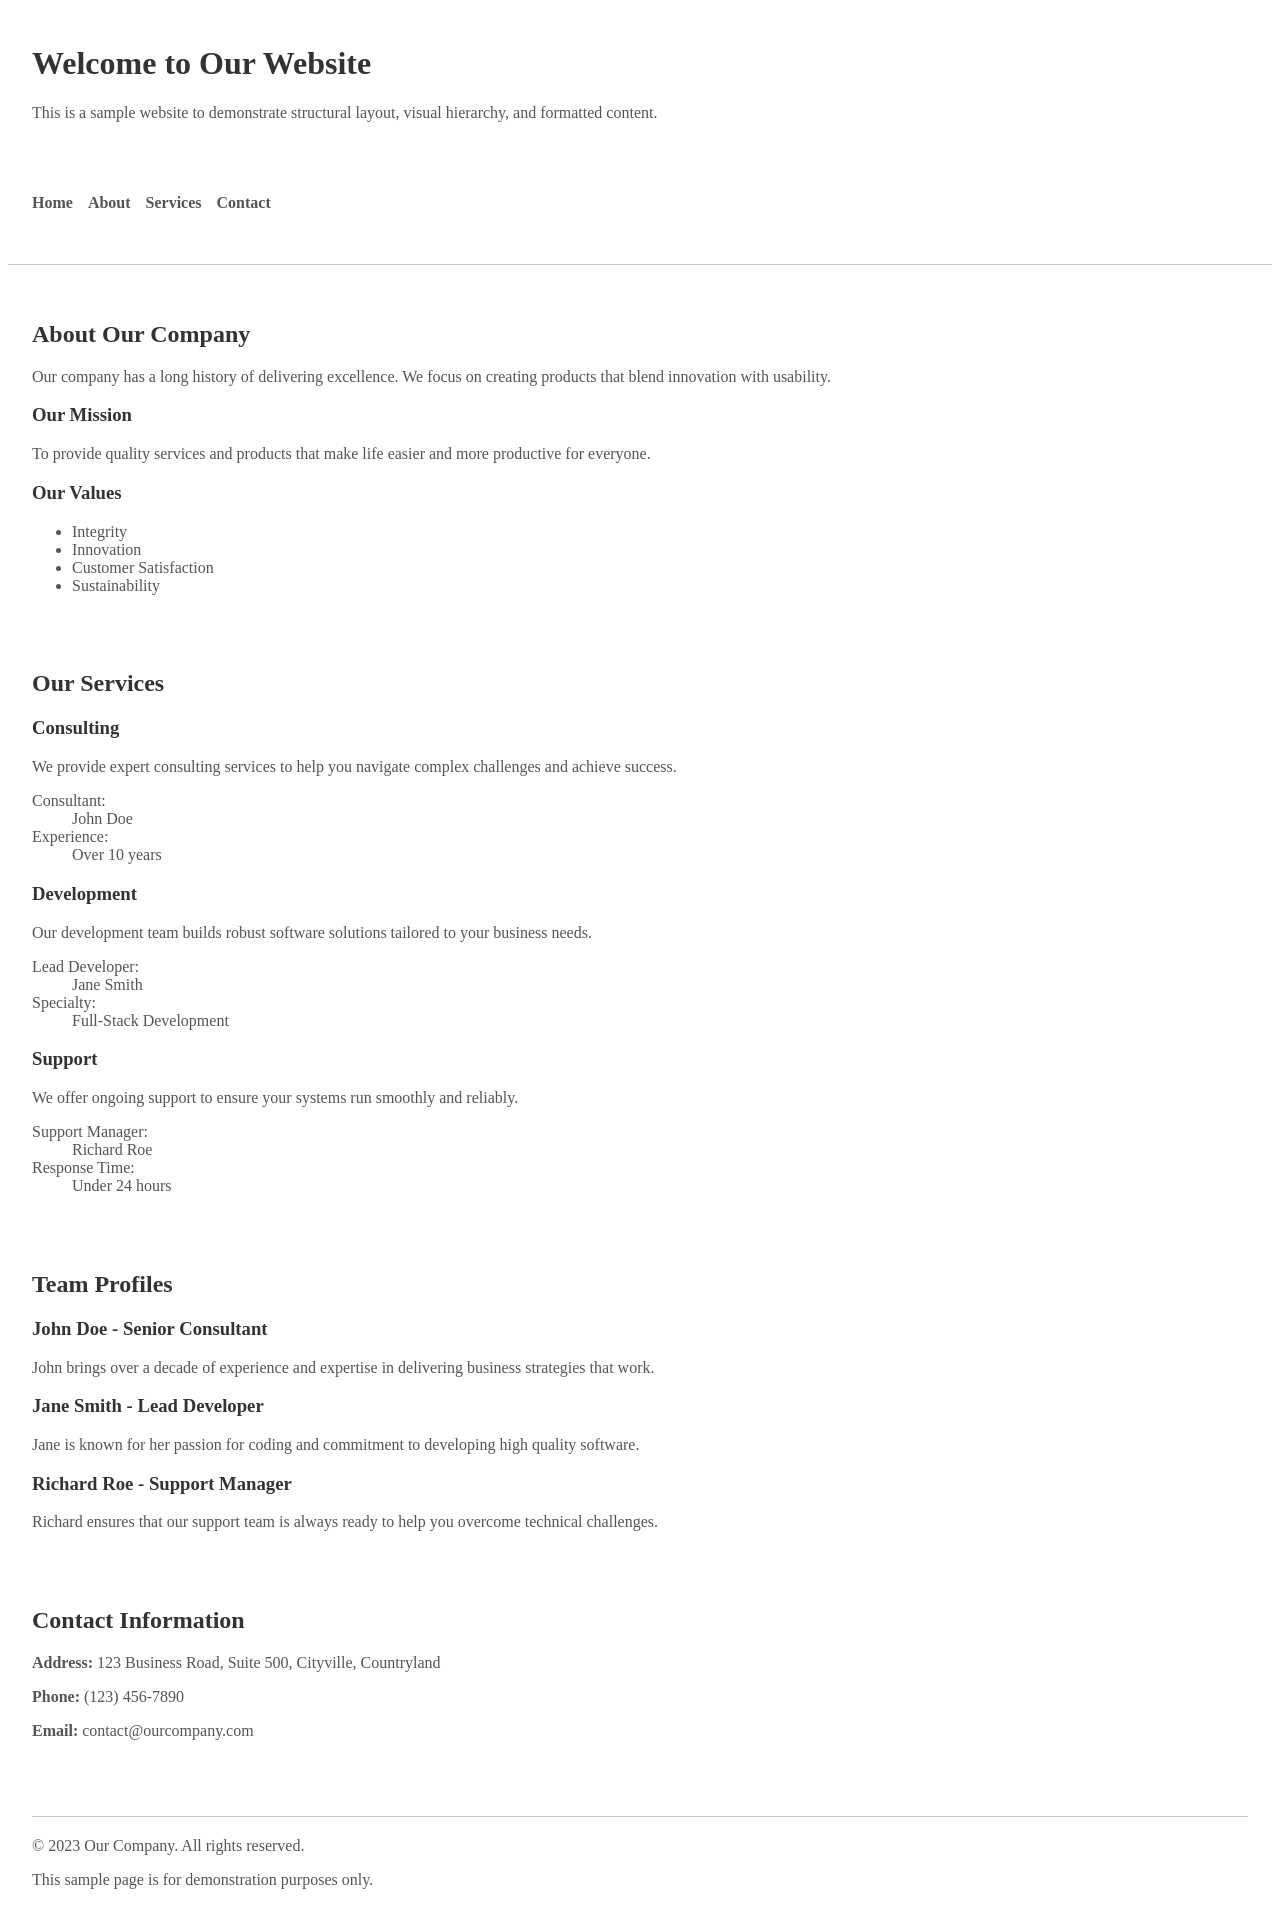 Welcome to Our Website
This is a sample website to demonstrate structural layout, visual hierarchy, and formatted content.
Home About Services Contact
About Our Company
Our company has a long history of delivering excellence. We focus on creating products that blend innovation with usability.
Our Mission
To provide quality services and products that make life easier and more productive for everyone.
Our Values
• Integrity
• Innovation
• Customer Satisfaction
• Sustainability
Our Services
Consulting
We provide expert consulting services to help you navigate complex challenges and achieve success.
Consultant:
John Doe
Experience:
Over 10 years
Development
Our development team builds robust software solutions tailored to your business needs.
Lead Developer:
Jane Smith
Specialty:
Full-Stack Development
Support
We offer ongoing support to ensure your systems run smoothly and reliably.
Support Manager:
Richard Roe
Response Time:
Under 24 hours
Team Profiles
John Doe - Senior Consultant
John brings over a decade of experience and expertise in delivering business strategies that work.
Jane Smith - Lead Developer
Jane is known for her passion for coding and commitment to developing high quality software.
Richard Roe - Support Manager
Richard ensures that our support team is always ready to help you overcome technical challenges.
Contact Information
Address: 123 Business Road, Suite 500, Cityville, Countryland
Phone: (123) 456-7890
Email: contact@ourcompany.com
© 2023 Our Company. All rights reserved.
This sample page is for demonstration purposes only.